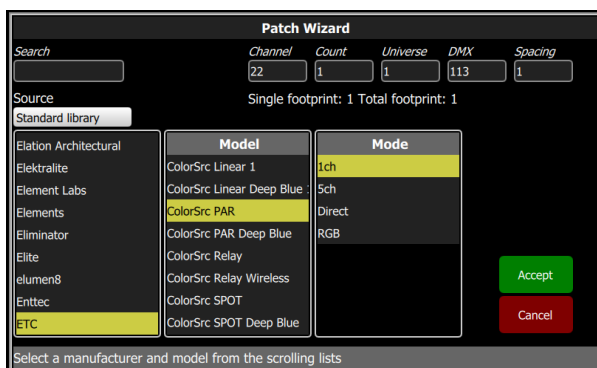 Patch Wizard
Search Channel Count Universe DMX Spacing
22 1 1 113 1
Source Single footprint: 1 Total footprint: 1
Standard library
Model Mode
Elation Architectural
Elektralite
Element Labs
Elements
Eliminator
Elite
elumen8
Enttec
ETC
ColorSrc Linear 1
ColorSrc Linear Deep Blue
ColorSrc PAR
ColorSrc PAR Deep Blue
ColorSrc Relay
ColorSrc Relay Wireless
ColorSrc SPOT
ColorSrc SPOT Deep Blue
1ch
5ch
Direct
RGB
Accept
Cancel
Select a manufacturer and model from the scrolling lists